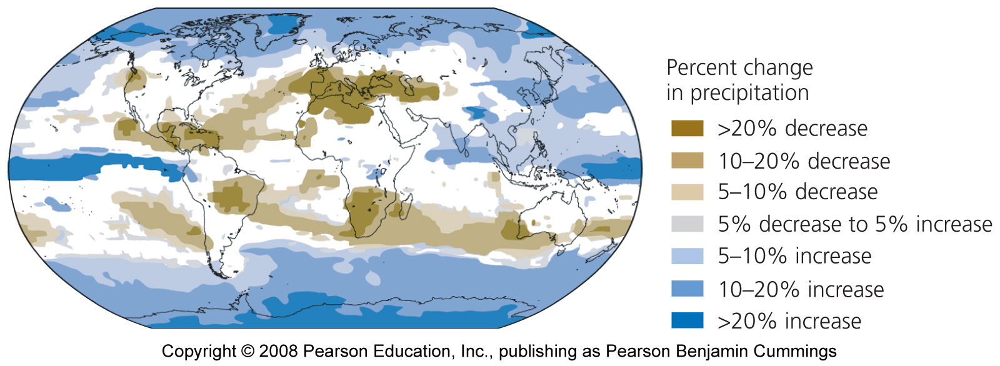 Percent change
in precipitation
>20% decrease
10–20% decrease
5–10% decrease
5% decrease to 5% increase
5–10% increase
10–20% increase
>20% increase
Copyright © 2008 Pearson Education, Inc., publishing as Pearson Benjamin Cummings